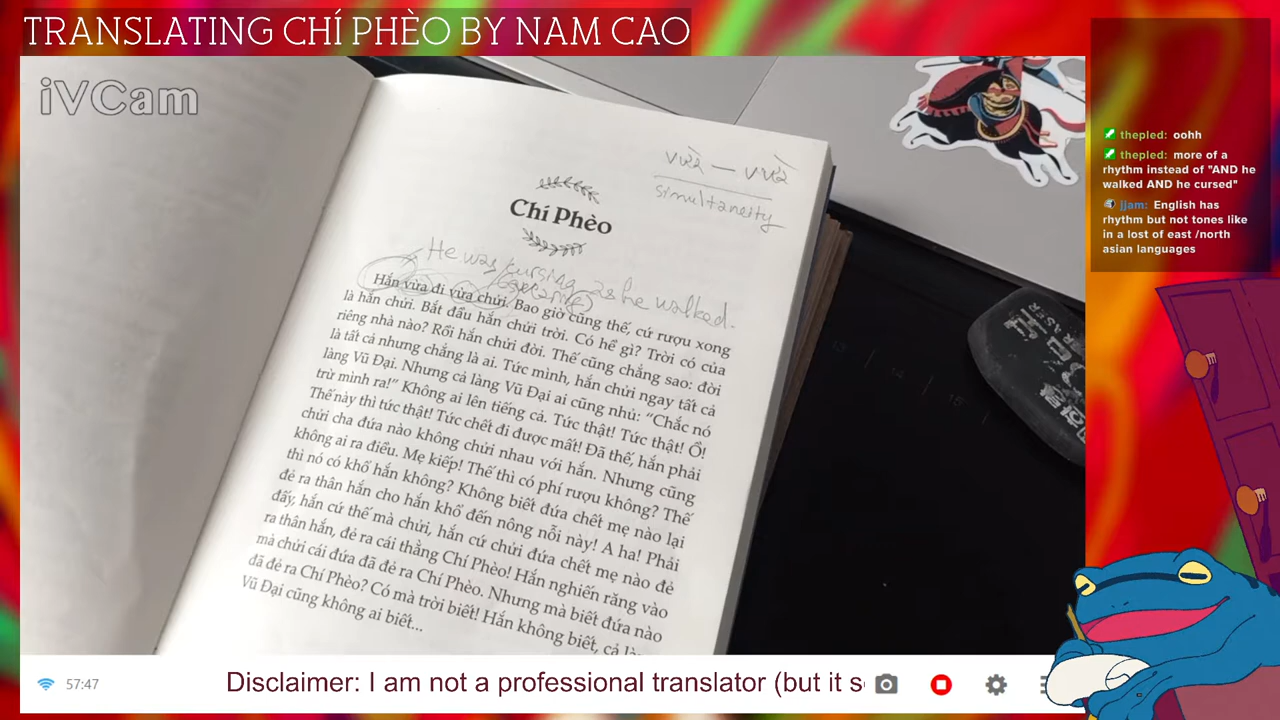 TRANSLATING CHÍ PHÈO BY NAM CAO
iVCam
vừa — vừa
simultaneity
Chí Phèo
He was cursing as he walked.
Hắn vừa đi vừa chửi. Bao giờ cũng thế, cứ rượu xong
là hắn chửi. Bắt đầu hắn chửi trời. Có hề gì? Trời có của
riêng nhà nào? Rồi hắn chửi đời. Thế cũng chẳng sao: đời
là tất cả nhưng chẳng là ai. Tức mình, hắn chửi ngay tất cả
làng Vũ Đại. Nhưng cả làng Vũ Đại ai cũng nhủ: “Chắc nó
trừ mình ra!” Không ai lên tiếng cả. Tức thật! Tức thật! Ồ!
Thế này thì tức thật! Tức chết đi được mất! Đã thế, hắn phải
chửi cha đứa nào không chửi nhau với hắn. Nhưng cũng
không ai ra điều. Mẹ kiếp! Thế thì có phí rượu không? Thế
thì nó có khổ hắn không? Không biết đứa chết mẹ nào lại
đẻ ra thân hắn cho hắn khổ đến nông nỗi này! A ha! Phải
đấy, hắn cứ thế mà chửi, hắn cứ chửi đứa chết mẹ nào đẻ
ra thân hắn, đẻ ra cái thằng Chí Phèo! Hắn nghiến răng vào
mà chửi cái đứa đã đẻ ra Chí Phèo. Nhưng mà biết đứa nào
đã đẻ ra Chí Phèo? Có mà trời biết! Hắn không biết, cả làng
Vũ Đại cũng không ai biết...
thepled: oohh
thepled: more of a
rhythm instead of "AND he
walked AND he cursed"
jjam: English has
rhythm but not tones like
in a lost of east /north
asian languages
57:47
Disclaimer: I am not a professional translator (but it